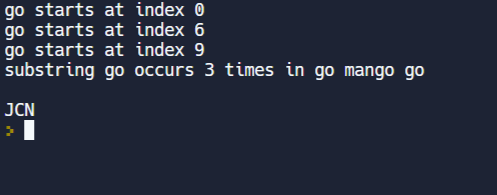 go starts at index 0
go starts at index 6
go starts at index 9
substring go occurs 3 times in go mango go
JCN
>